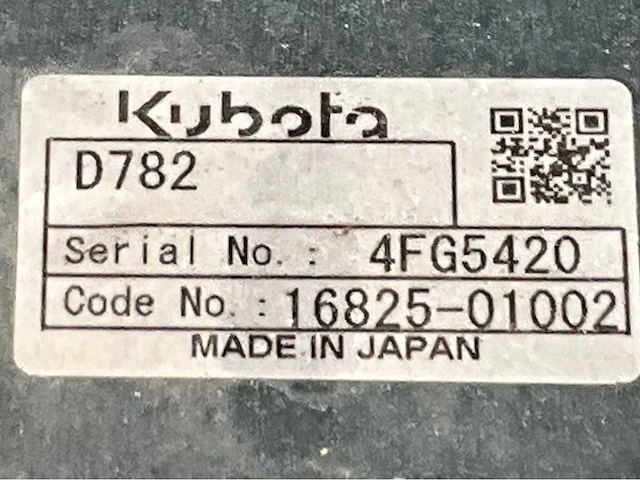 Kubota
D782
Serial No. : 4FG5420
Code No. : 16825-01002
MADE IN JAPAN